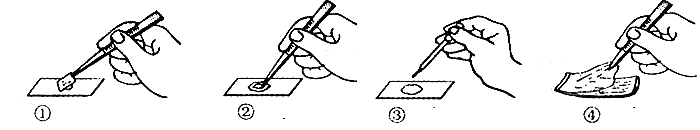 ① ② ③ ④